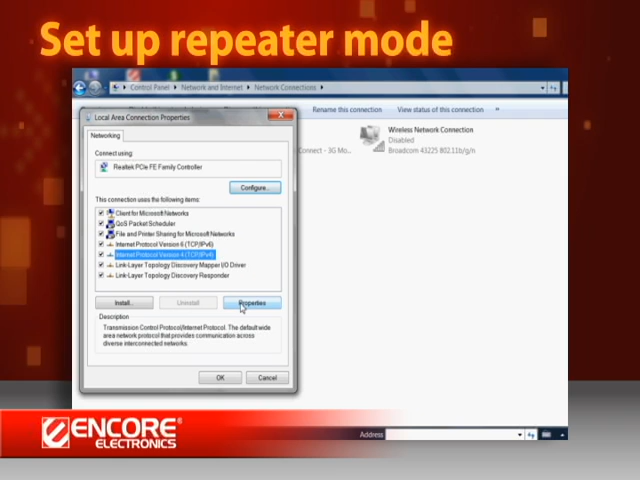 Set up repeater mode
Control Panel Network and Internet Network Connections
Local Area Connection Properties
Rename this connection View status of this connection »
Networking
Wireless Network Connection
Disabled
Broadcom 43225 802.11b/g/n
Connect - 3G Mo...
Connect using:
Realtek PCIe FE Family Controller
Configure...
This connection uses the following items:
Client for Microsoft Networks
QoS Packet Scheduler
File and Printer Sharing for Microsoft Networks
Internet Protocol Version 6 (TCP/IPv6)
Internet Protocol Version 4 (TCP/IPv4)
Link-Layer Topology Discovery Mapper I/O Driver
Link-Layer Topology Discovery Responder
Install... Uninstall Properties
Description
Transmission Control Protocol/Internet Protocol. The default wide
area network protocol that provides communication across
diverse interconnected networks.
OK Cancel
ENCORE®
ELECTRONICS
Address